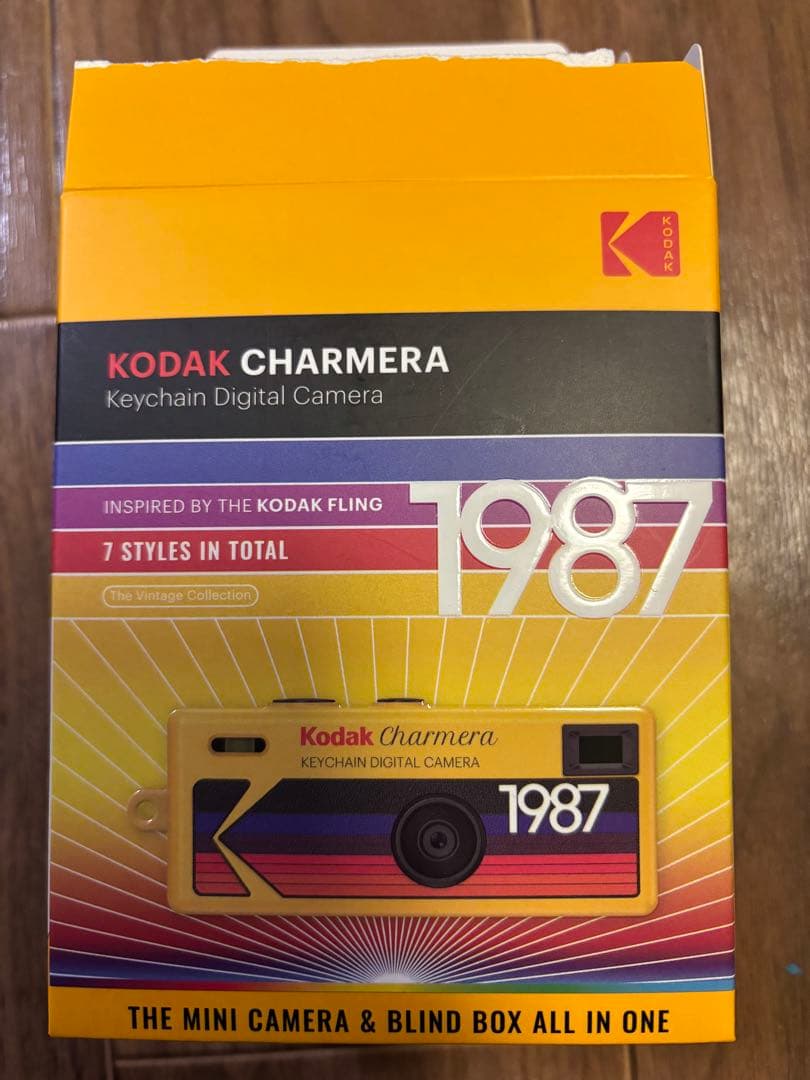 KODAK
KODAK CHARMERA
Keychain Digital Camera
INSPIRED BY THE KODAK FLING
1987
7 STYLES IN TOTAL
The Vintage Collection
Kodak Charmera
KEYCHAIN DIGITAL CAMERA
1987
THE MINI CAMERA & BLIND BOX ALL IN ONE